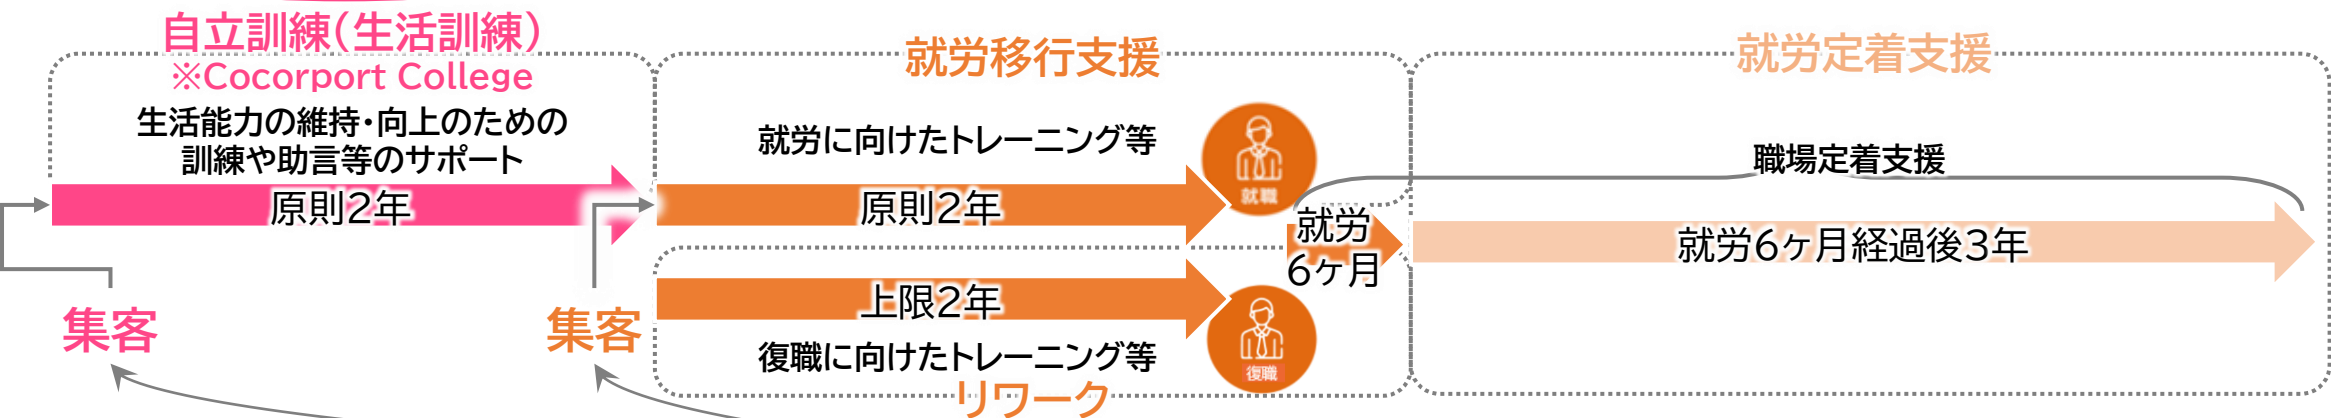 自立訓練(生活訓練)
※Cocorport College
生活能力の維持・向上のための
訓練や助言等のサポート
原則2年
集客
就労移行支援
就労に向けたトレーニング等
就職
原則2年
集客
上限2年
復職に向けたトレーニング等
復職
リワーク
就労
6ヶ月
就労定着支援
職場定着支援
就労6ヶ月経過後3年